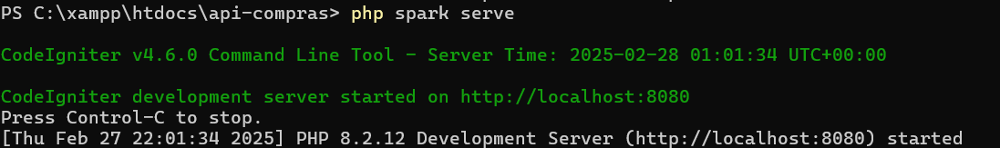 PS C:\xampp\htdocs\api-compras> php spark serve
CodeIgniter v4.6.0 Command Line Tool - Server Time: 2025-02-28 01:01:34 UTC+00:00
CodeIgniter development server started on http://localhost:8080
Press Control-C to stop.
[Thu Feb 27 22:01:34 2025] PHP 8.2.12 Development Server (http://localhost:8080) started